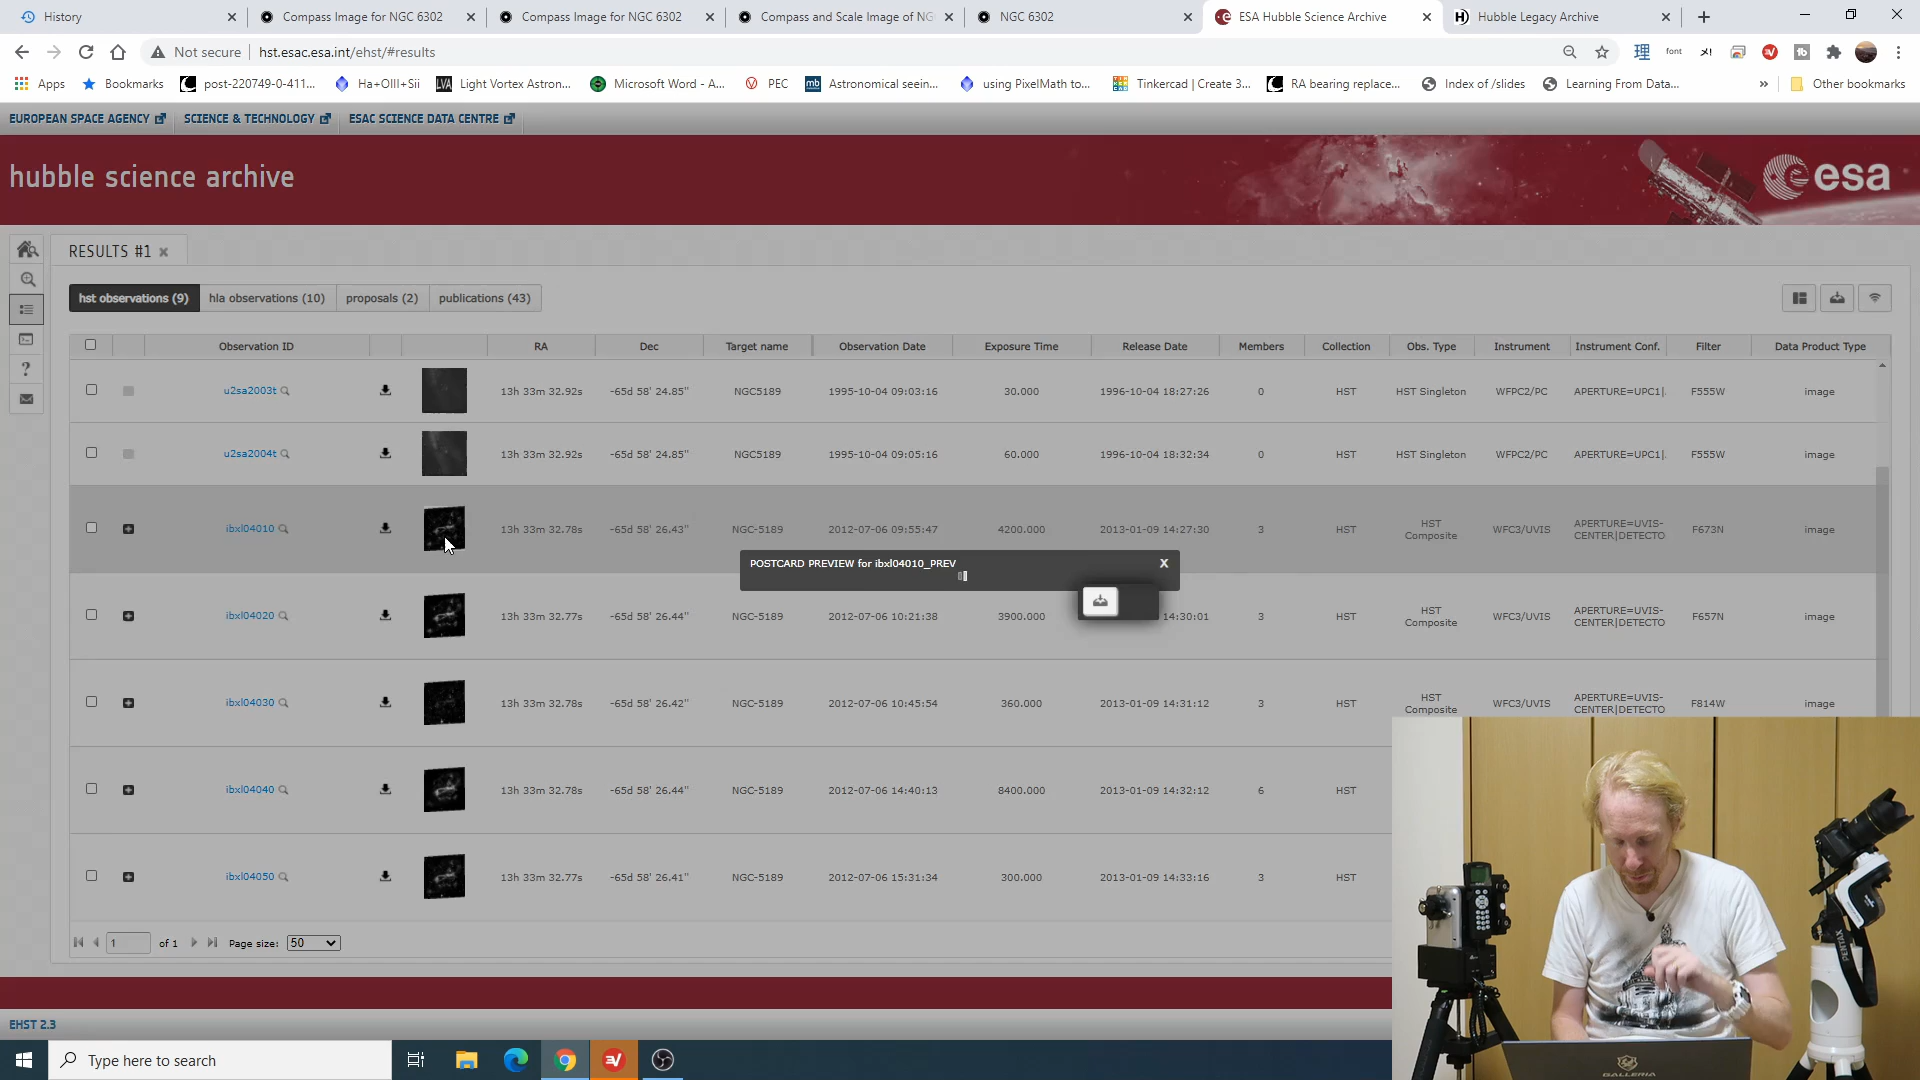 History
Compass Image for NGC 6302
Compass Image for NGC 6302
Compass and Scale Image of NG
NGC 6302
ESA Hubble Science Archive
Hubble Legacy Archive
Not secure
hst.esac.esa.int/ehst/#results
font
Apps
Bookmarks
post-220749-0-411...
Ha+OIII+Sii
LVA
Light Vortex Astron...
Microsoft Word - A...
PEC
mb
Astronomical seein...
using PixelMath to...
Tinkercad | Create 3...
RA bearing replace...
Index of /slides
Learning From Data...
»
Other bookmarks
EUROPEAN SPACE AGENCY
SCIENCE & TECHNOLOGY
ESAC SCIENCE DATA CENTRE
hubble science archive
esa
RESULTS #1
hst observations (9)
hla observations (10)
proposals (2)
publications (43)
Observation ID RA Dec Target name Observation Date Exposure Time Release Date Members Collection Obs. Type Instrument Instrument Conf. Filter Data Product Type
u2sa2003t 13h 33m 32.92s -65d 58' 24.85" NGC5189 1995-10-04 09:03:16 30.000 1996-10-04 18:27:26 0 HST HST Singleton WFPC2/PC APERTURE=UPC1|. F555W image
u2sa2004t 13h 33m 32.92s -65d 58' 24.85" NGC5189 1995-10-04 09:05:16 60.000 1996-10-04 18:32:34 0 HST HST Singleton WFPC2/PC APERTURE=UPC1|. F555W image
ibxl04010 13h 33m 32.78s -65d 58' 26.43" NGC-5189 2012-07-06 09:55:47 4200.000 2013-01-09 14:27:30 3 HST HST Composite WFC3/UVIS APERTURE=UVIS-CENTER|DETECTO F673N image
POSTCARD PREVIEW for ibxl04010_PREV
X
ibxl04020 13h 33m 32.77s -65d 58' 26.44" NGC-5189 2012-07-06 10:21:38 3900.000 14:30:01 3 HST HST Composite WFC3/UVIS APERTURE=UVIS-CENTER|DETECTO F657N image
ibxl04030 13h 33m 32.78s -65d 58' 26.42" NGC-5189 2012-07-06 10:45:54 360.000 2013-01-09 14:31:12 3 HST HST Composite WFC3/UVIS APERTURE=UVIS-CENTER|DETECTO F814W image
ibxl04040 13h 33m 32.78s -65d 58' 26.44" NGC-5189 2012-07-06 14:40:13 8400.000 2013-01-09 14:32:12 6 HST
ibxl04050 13h 33m 32.77s -65d 58' 26.41" NGC-5189 2012-07-06 15:31:34 300.000 2013-01-09 14:33:16 3 HST
1 of 1 Page size: 50
EHST 2.3
Type here to search
PENTAX
GALLERIA